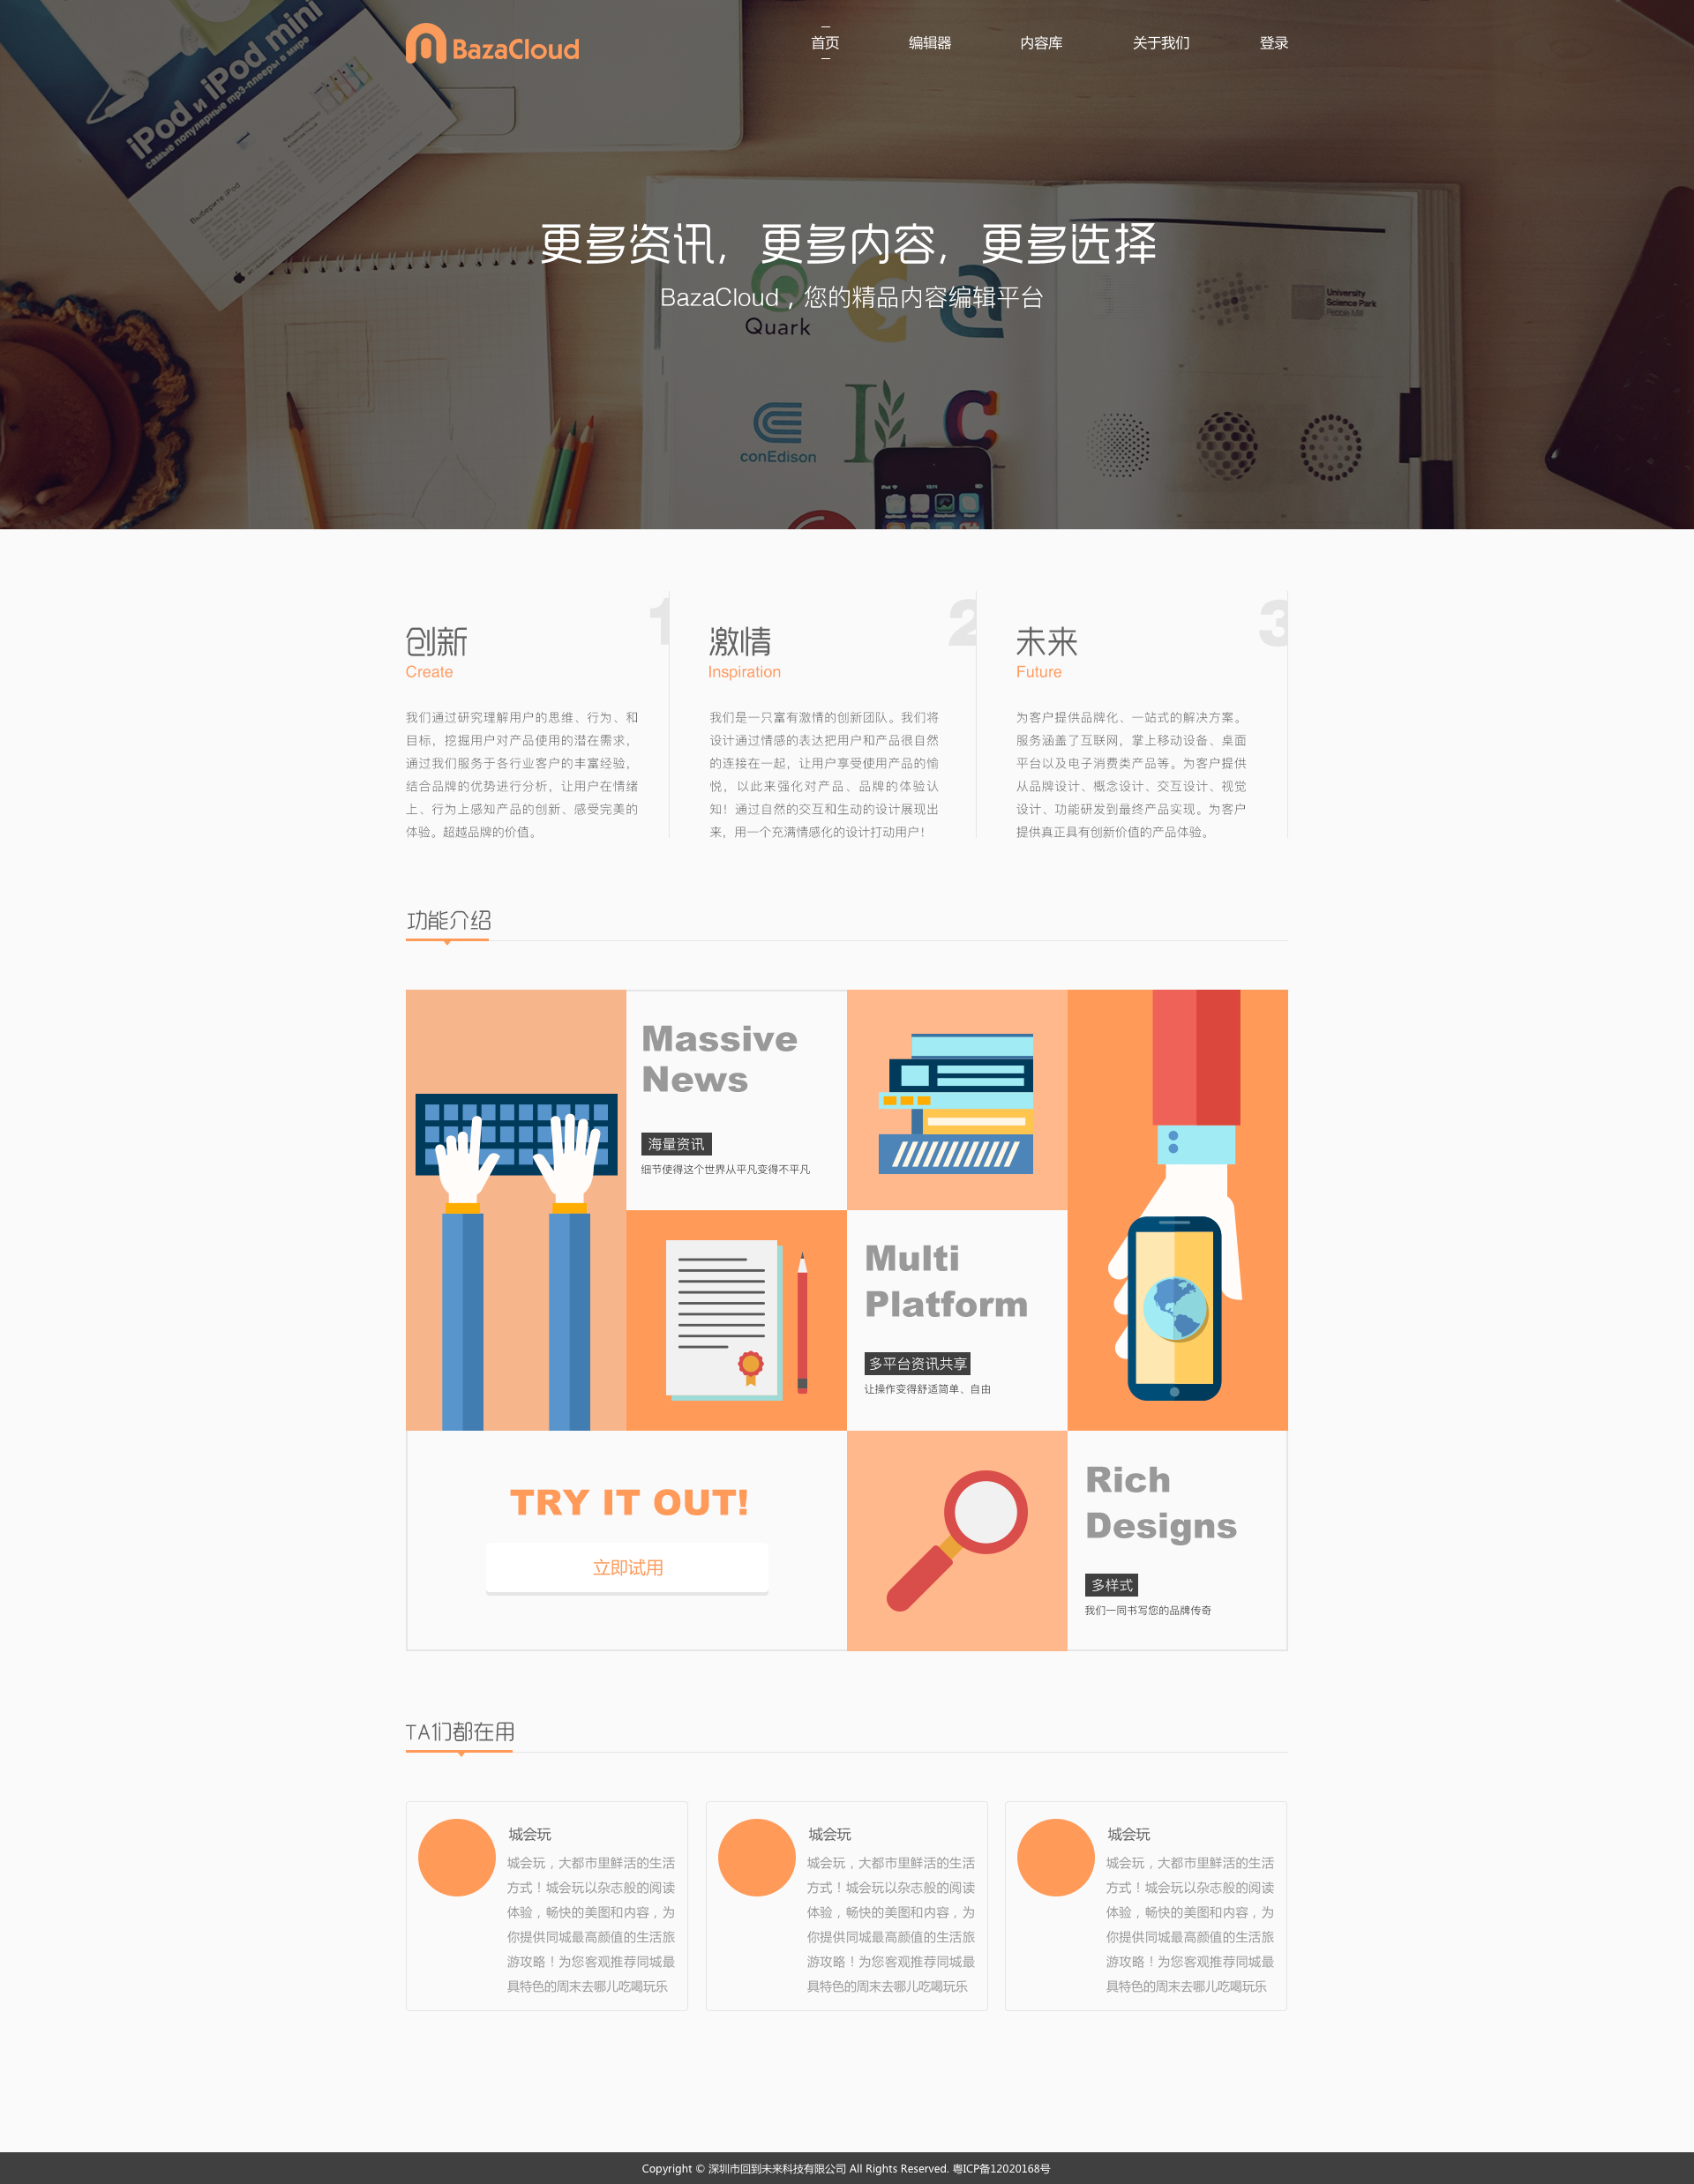 BazaCloud
首页
编辑器
内容库
关于我们
登录
iPod и iPod mini
самые популярные mp3-плееры в мире
Выберите iPod
更多资讯，更多内容，更多选择
BazaCloud，您的精品内容编辑平台
Quark
University
Science Park
conEdison
1
创新
Create
我们通过研究理解用户的思维、行为、和
目标，挖掘用户对产品使用的潜在需求，
通过我们服务于各行业客户的丰富经验，
结合品牌的优势进行分析，让用户在情绪
上、行为上感知产品的创新、感受完美的
体验。超越品牌的价值。
2
激情
Inspiration
我们是一只富有激情的创新团队。我们将
设计通过情感的表达把用户和产品很自然
的连接在一起，让用户享受使用产品的愉
悦，以此来强化对产品、品牌的体验认
知！通过自然的交互和生动的设计展现出
来，用一个充满情感化的设计打动用户！
3
未来
Future
为客户提供品牌化、一站式的解决方案。
服务涵盖了互联网，掌上移动设备、桌面
平台以及电子消费类产品等。为客户提供
从品牌设计、概念设计、交互设计、视觉
设计、功能研发到最终产品实现。为客户
提供真正具有创新价值的产品体验。
功能介绍
Massive
News
海量资讯
细节使得这个世界从平凡变得不平凡
Multi
Platform
多平台资讯共享
让操作变得舒适简单、自由
TRY IT OUT!
立即试用
Rich
Designs
多样式
我们一同书写您的品牌传奇
TA们都在用
城会玩
城会玩，大都市里鲜活的生活
方式！城会玩以杂志般的阅读
体验，畅快的美图和内容，为
你提供同城最高颜值的生活旅
游攻略！为您客观推荐同城最
具特色的周末去哪儿吃喝玩乐
城会玩
城会玩，大都市里鲜活的生活
方式！城会玩以杂志般的阅读
体验，畅快的美图和内容，为
你提供同城最高颜值的生活旅
游攻略！为您客观推荐同城最
具特色的周末去哪儿吃喝玩乐
城会玩
城会玩，大都市里鲜活的生活
方式！城会玩以杂志般的阅读
体验，畅快的美图和内容，为
你提供同城最高颜值的生活旅
游攻略！为您客观推荐同城最
具特色的周末去哪儿吃喝玩乐
Copyright © 深圳市回到未来科技有限公司 All Rights Reserved. 粤ICP备12020168号